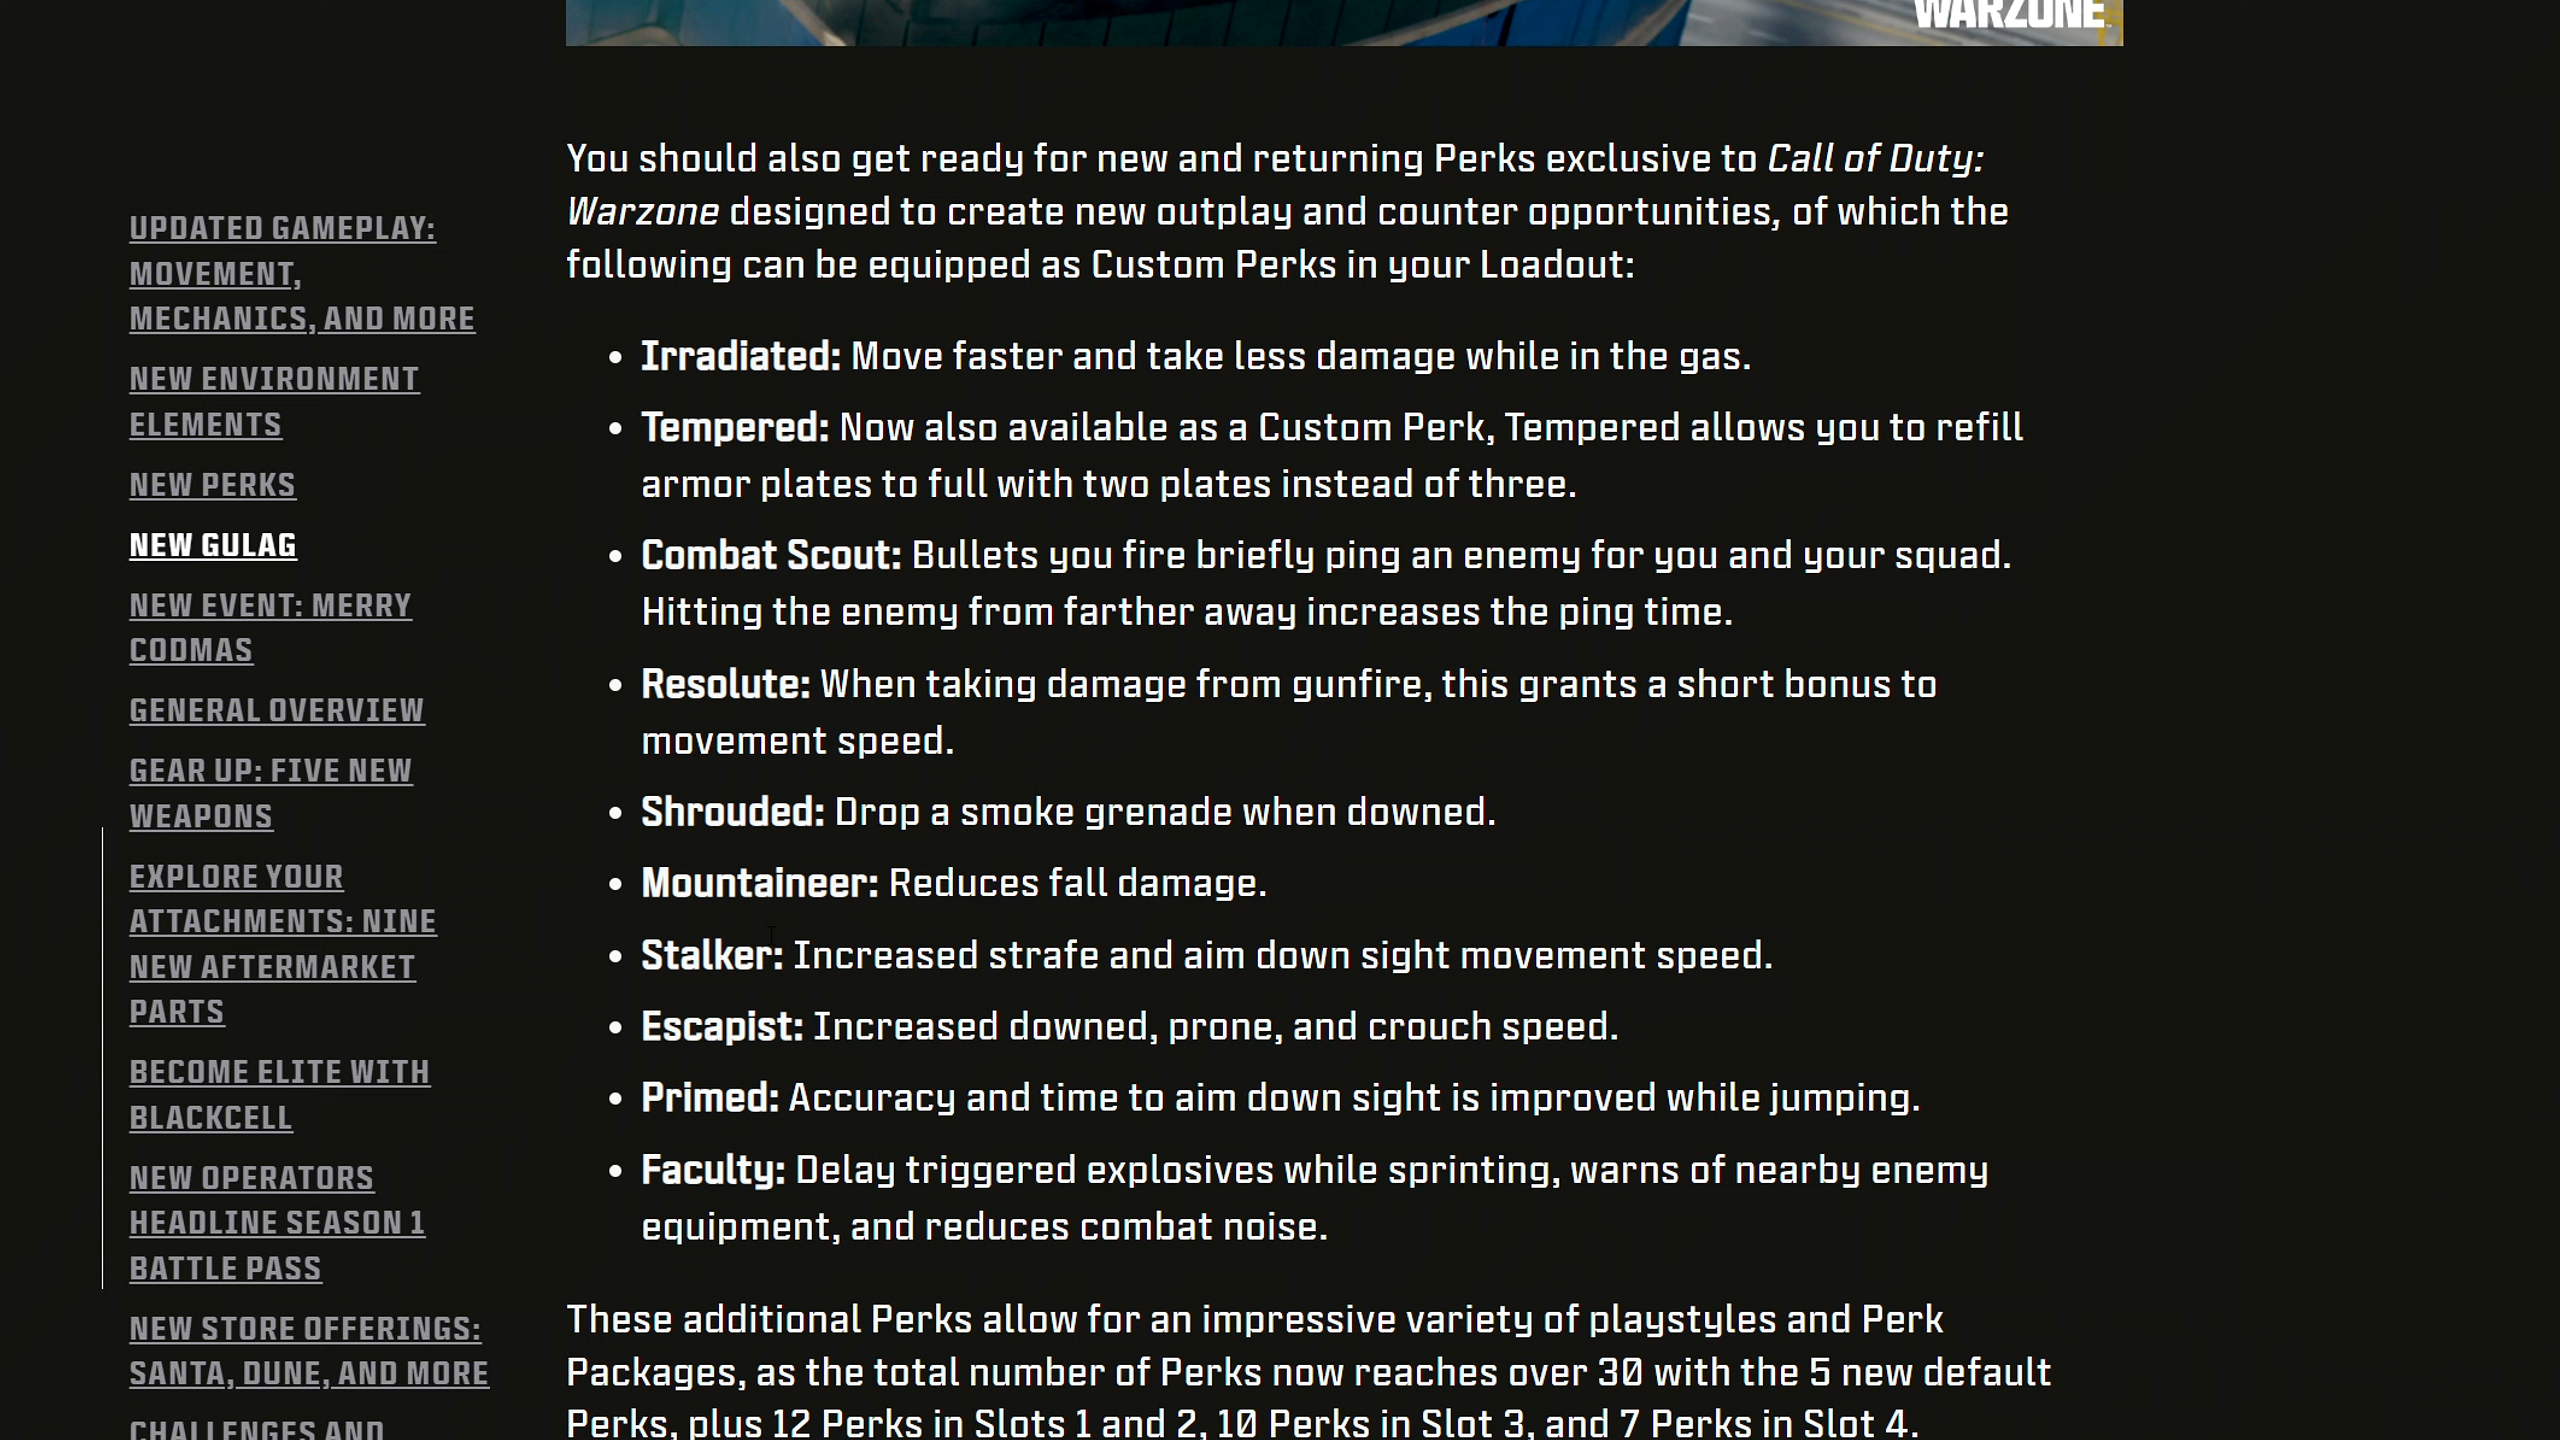 WARZONE
UPDATED GAMEPLAY:
MOVEMENT,
MECHANICS, AND MORE
NEW ENVIRONMENT
ELEMENTS
NEW PERKS
NEW GULAG
NEW EVENT: MERRY
CODMAS
GENERAL OVERVIEW
GEAR UP: FIVE NEW
WEAPONS
EXPLORE YOUR
ATTACHMENTS: NINE
NEW AFTERMARKET
PARTS
BECOME ELITE WITH
BLACKCELL
NEW OPERATORS
HEADLINE SEASON 1
BATTLE PASS
NEW STORE OFFERINGS:
SANTA, DUNE, AND MORE
CHALLENGES AND
You should also get ready for new and returning Perks exclusive to Call of Duty:
Warzone designed to create new outplay and counter opportunities, of which the
following can be equipped as Custom Perks in your Loadout:
• Irradiated: Move faster and take less damage while in the gas.
• Tempered: Now also available as a Custom Perk, Tempered allows you to refill
armor plates to full with two plates instead of three.
• Combat Scout: Bullets you fire briefly ping an enemy for you and your squad.
Hitting the enemy from farther away increases the ping time.
• Resolute: When taking damage from gunfire, this grants a short bonus to
movement speed.
• Shrouded: Drop a smoke grenade when downed.
• Mountaineer: Reduces fall damage.
• Stalker: Increased strafe and aim down sight movement speed.
• Escapist: Increased downed, prone, and crouch speed.
• Primed: Accuracy and time to aim down sight is improved while jumping.
• Faculty: Delay triggered explosives while sprinting, warns of nearby enemy
equipment, and reduces combat noise.
These additional Perks allow for an impressive variety of playstyles and Perk
Packages, as the total number of Perks now reaches over 30 with the 5 new default
Perks, plus 12 Perks in Slots 1 and 2, 10 Perks in Slot 3, and 7 Perks in Slot 4.